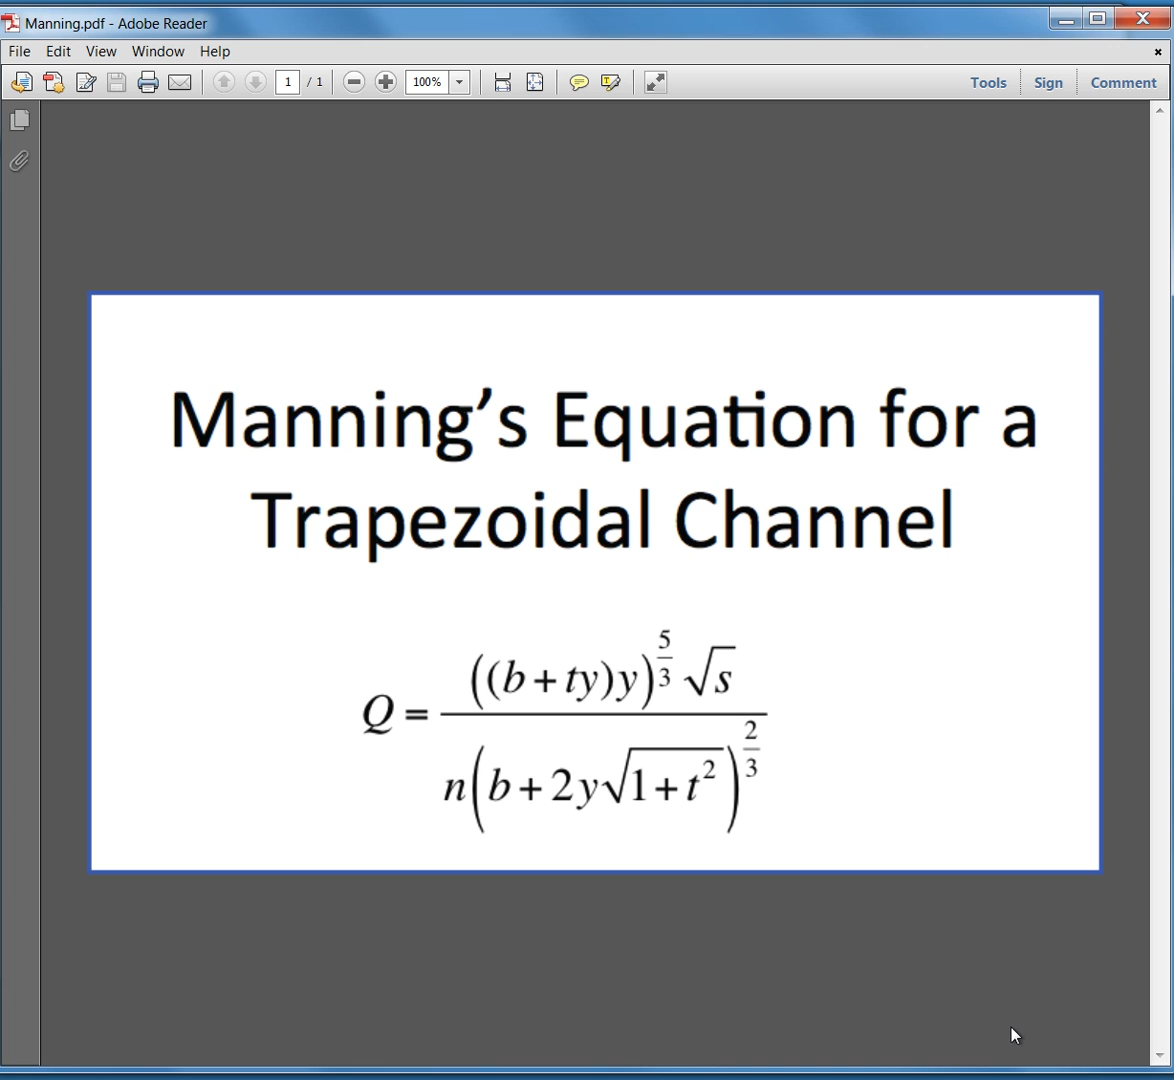 Manning.pdf - Adobe Reader
File Edit View Window Help
1 / 1 100% Tools Sign Comment
Manning’s Equation for a
Trapezoidal Channel
Q = ((b + ty)y)^(5/3) √s / n(b + 2y√(1 + t²))^(2/3)